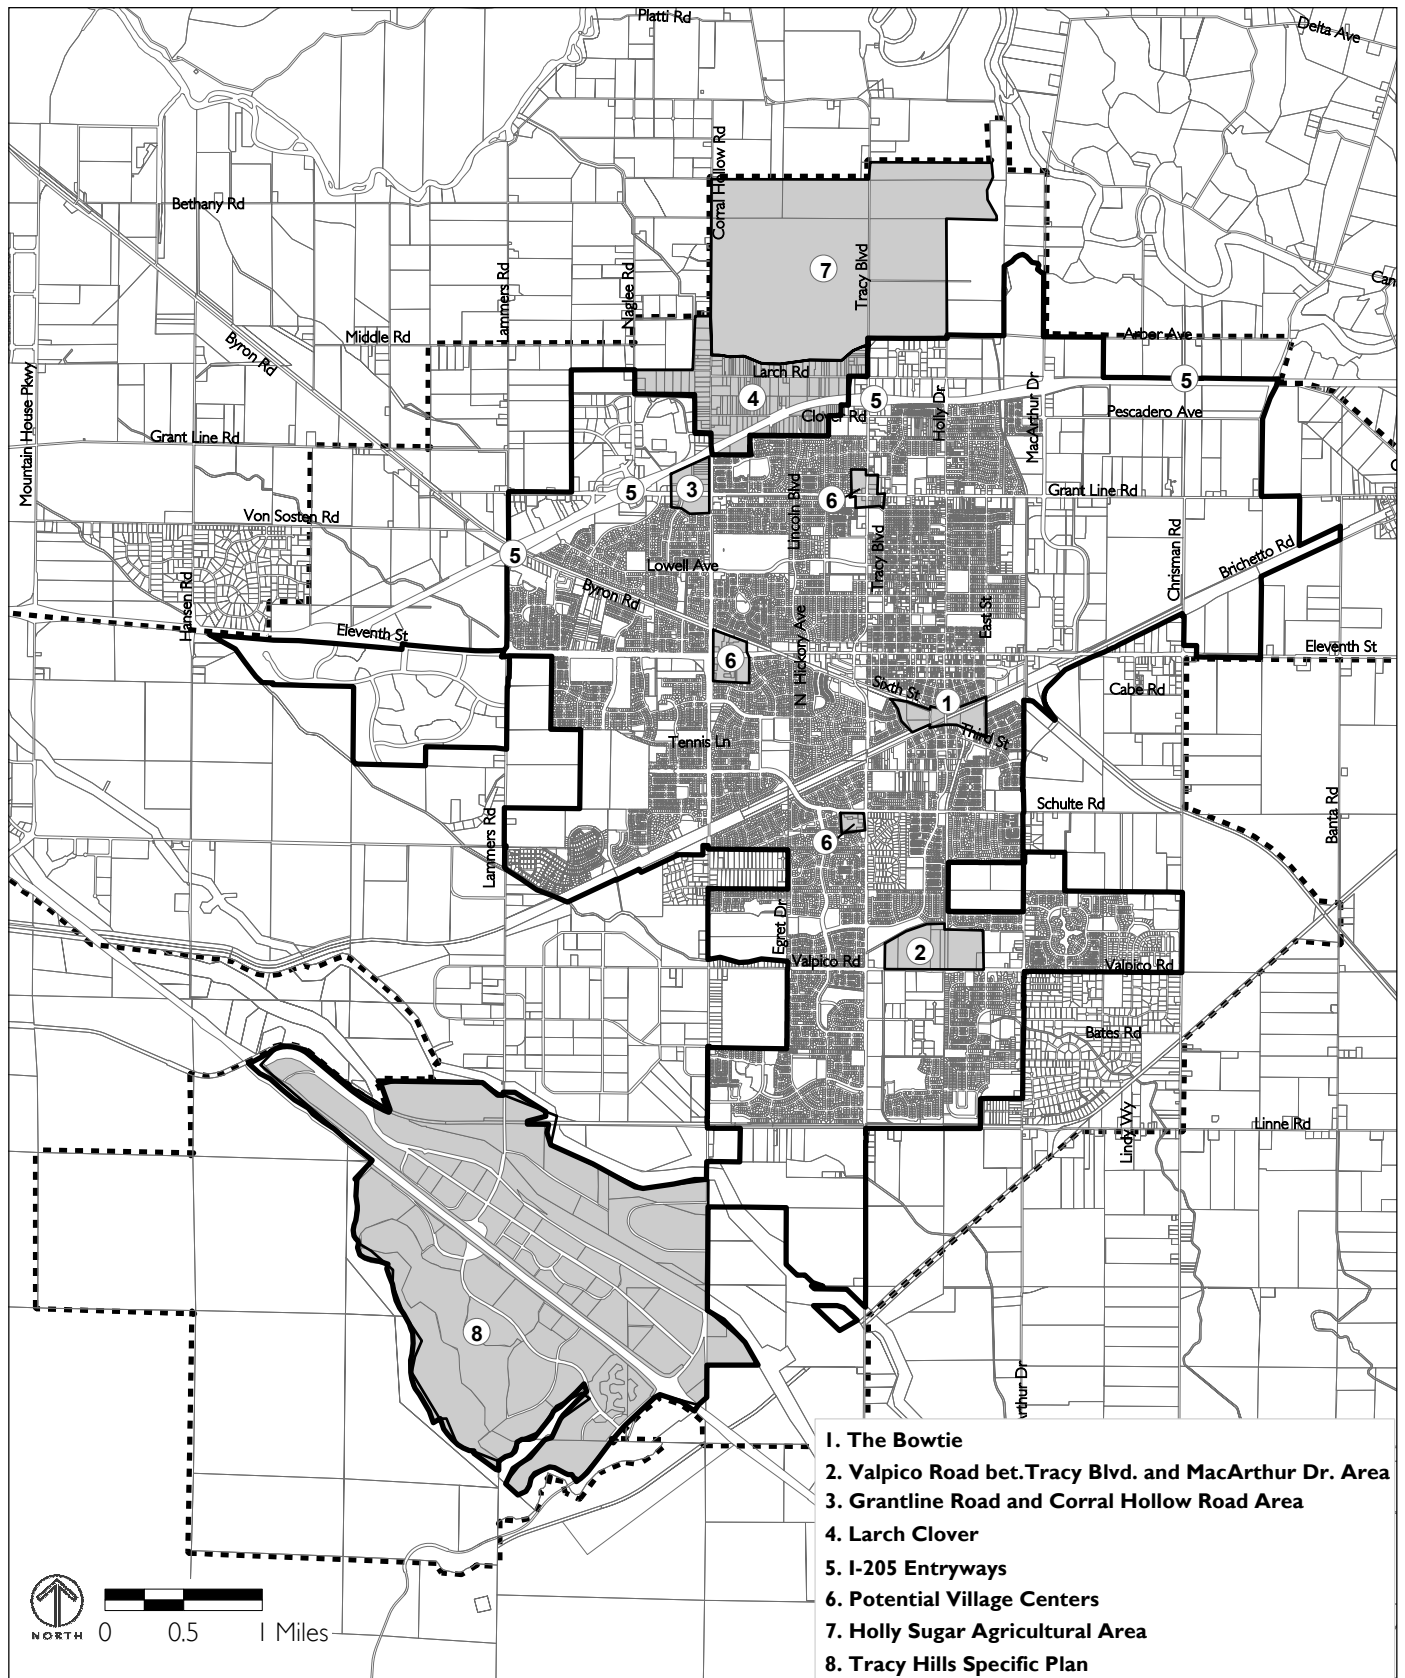 Platti Rd
Delta Ave
Corral Hollow Rd
Bethany Rd
Lammers Rd
Naglee Rd
7
Tracy Blvd
Middle Rd
Byron Rd
Arbor Ave
Larch Rd
5
4
5
Clover Rd
Holly Dr
MacArthur Dr
Pescadero Ave
Mountain House Pkwy
Grant Line Rd
5
3
6
Lincoln Blvd
Grant Line Rd
Von Sosten Rd
5
Lowell Ave
Tracy Blvd
Chrisman Rd
Brichetto Rd
Byron Rd
Hansen Rd
Eleventh St
N Hickory Ave
East St
Eleventh St
6
Sixth St
1
Cabe Rd
Tennis Ln
Third St
Schulte Rd
Banta Rd
Lammers Rd
6
Egret Dr
2
Valpico Rd
Valpico Rd
Bates Rd
Lindy Wy
Linne Rd
8
rthur Dr
1. The Bowtie
2. Valpico Road bet.Tracy Blvd. and MacArthur Dr. Area
3. Grantline Road and Corral Hollow Road Area
4. Larch Clover
5. I-205 Entryways
6. Potential Village Centers
7. Holly Sugar Agricultural Area
8. Tracy Hills Specific Plan
NORTH
0 0.5 1 Miles